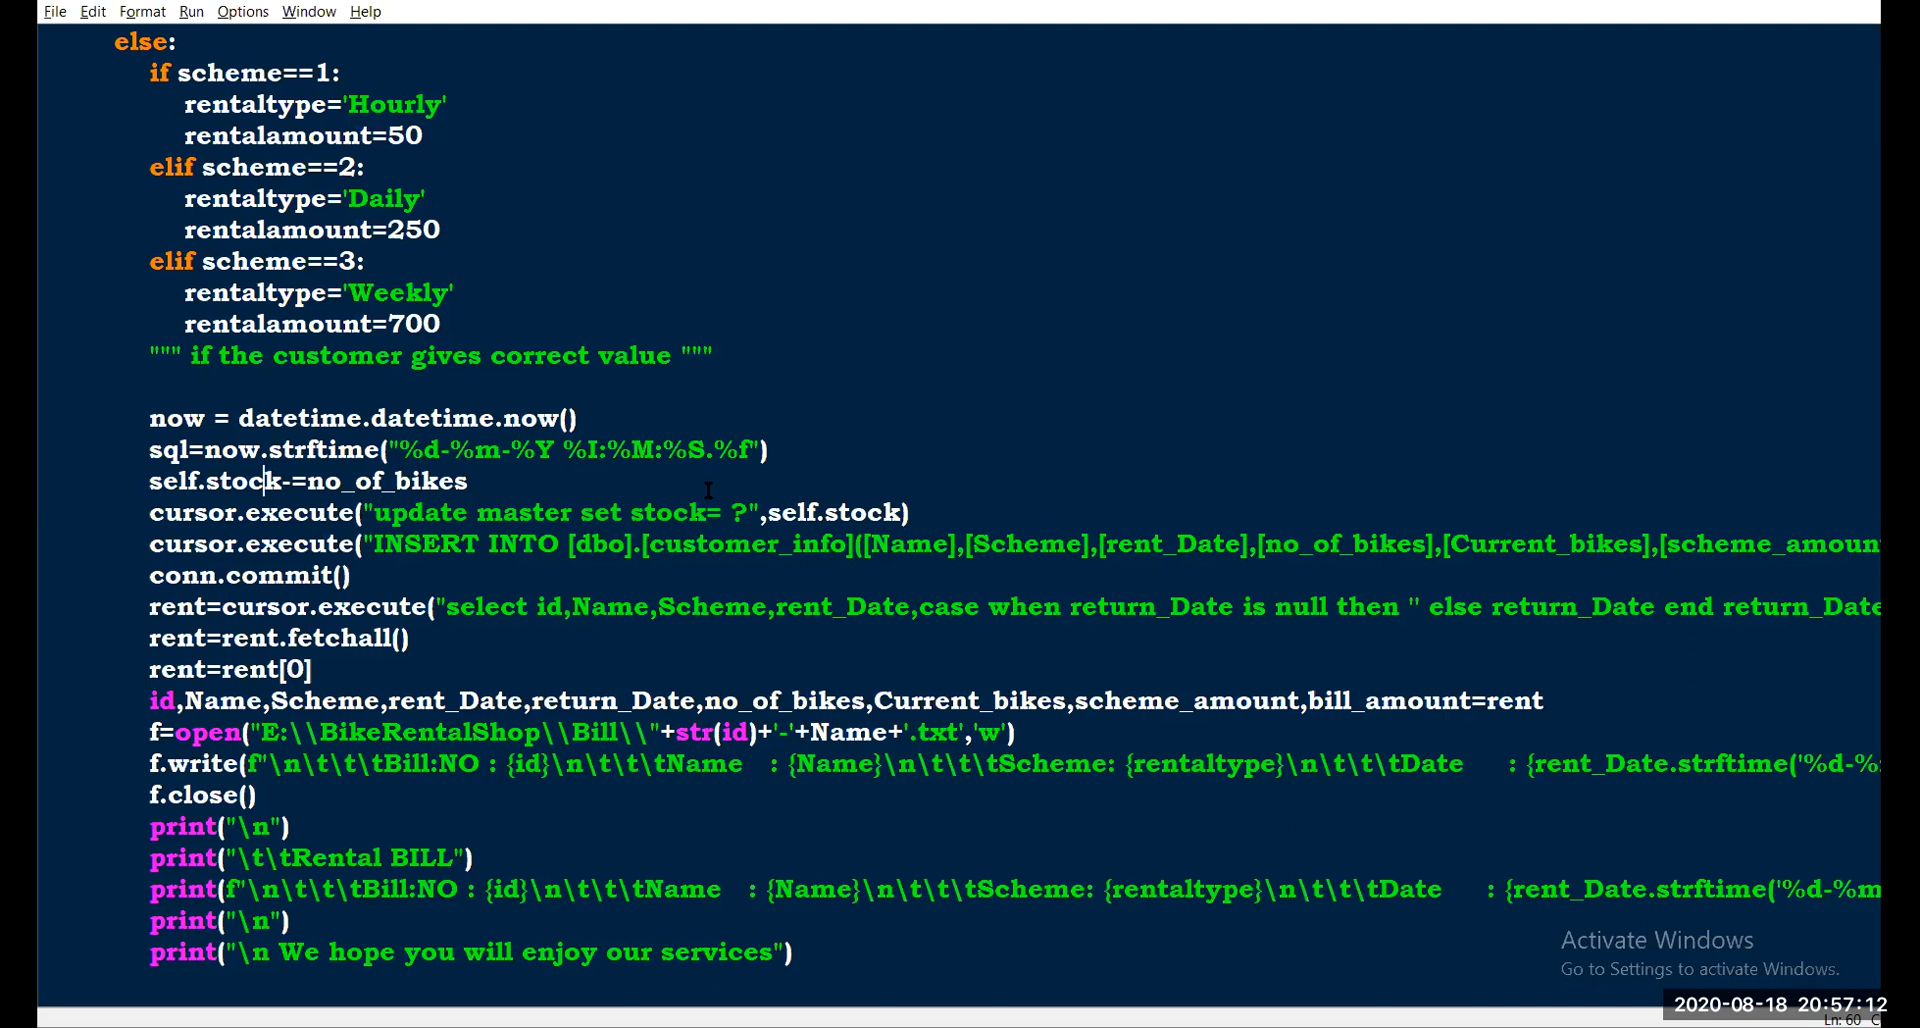 File Edit Format Run Options Window Help
else:
if scheme==1:
rentaltype='Hourly'
rentalamount=50
elif scheme==2:
rentaltype='Daily'
rentalamount=250
elif scheme==3:
rentaltype='Weekly'
rentalamount=700
""" if the customer gives correct value """
now = datetime.datetime.now()
sql=now.strftime("%d-%m-%Y %I:%M:%S.%f")
self.stock-=no_of_bikes
cursor.execute("update master set stock= ?",self.stock)
cursor.execute("INSERT INTO [dbo].[customer_info]([Name],[Scheme],[rent_Date],[no_of_bikes],[Current_bikes],[scheme_amoun
conn.commit()
rent=cursor.execute("select id,Name,Scheme,rent_Date,case when return_Date is null then '' else return_Date end return_Date
rent=rent.fetchall()
rent=rent[0]
id,Name,Scheme,rent_Date,return_Date,no_of_bikes,Current_bikes,scheme_amount,bill_amount=rent
f=open("E:\\BikeRentalShop\\Bill\\"+str(id)+'-'+Name+'.txt','w')
f.write(f"\n\t\t\tBill:NO : {id}\n\t\t\tName : {Name}\n\t\t\tScheme: {rentaltype}\n\t\t\tDate : {rent_Date.strftime('%d-%
f.close()
print("\n")
print("\t\tRental BILL")
print(f"\n\t\t\tBill:NO : {id}\n\t\t\tName : {Name}\n\t\t\tScheme: {rentaltype}\n\t\t\tDate : {rent_Date.strftime('%d-%m
print("\n")
print("\n We hope you will enjoy our services")
Activate Windows
Go to Settings to activate Windows.
2020-08-18 20:57:12
Ln: 60